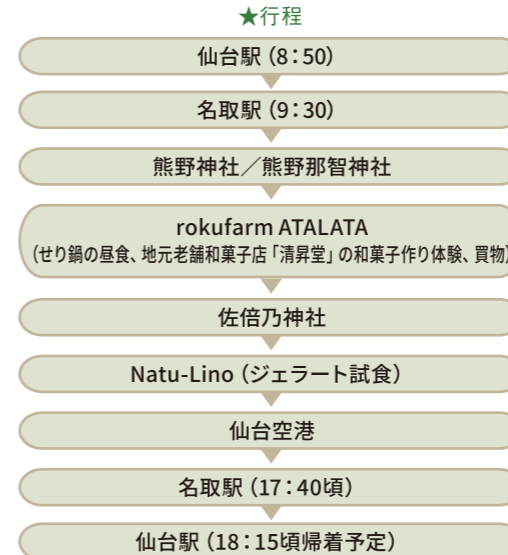 ★行程
仙台駅（8：50）
名取駅（9：30）
熊野神社／熊野那智神社
rokufarm ATALATA
（せり鍋の昼食、地元老舗和菓子店「清昇堂」の和菓子作り体験、買物）
佐倍乃神社
Natu-Lino（ジェラート試食）
仙台空港
名取駅（17：40頃）
仙台駅（18：15頃帰着予定）